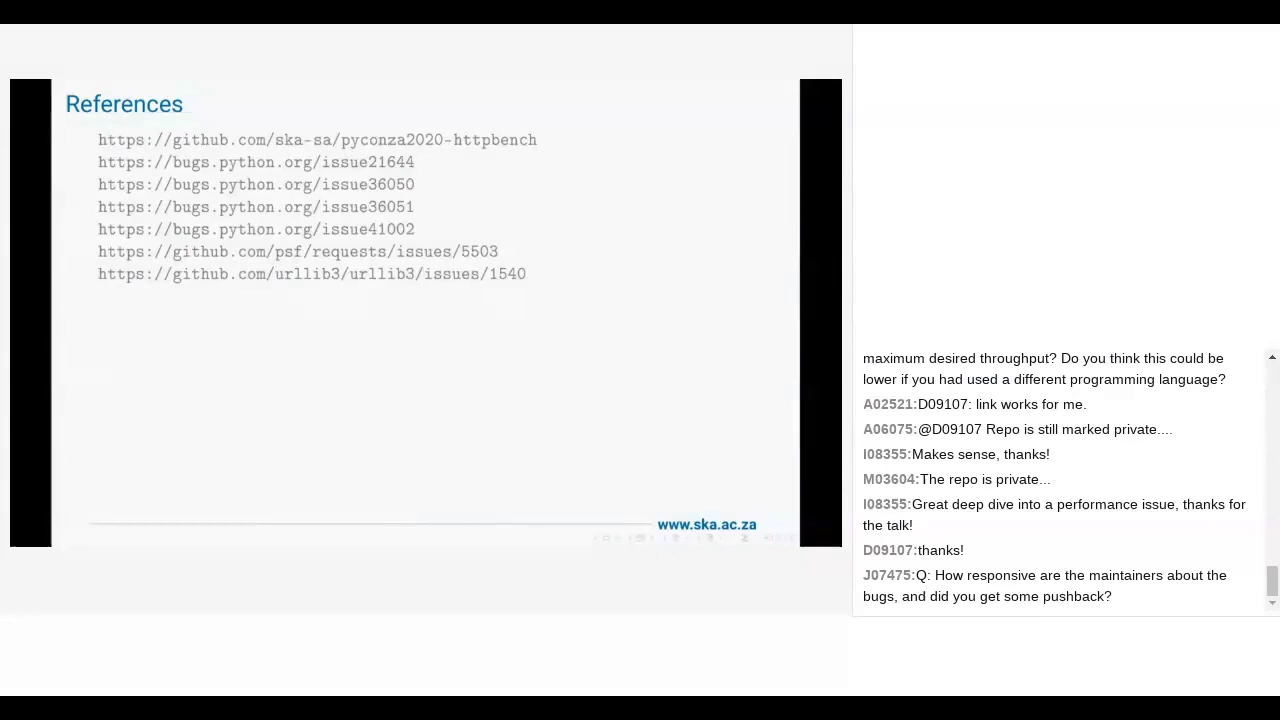 References
https://github.com/ska-sa/pyconza2020-httpbench
https://bugs.python.org/issue21644
https://bugs.python.org/issue36050
https://bugs.python.org/issue36051
https://bugs.python.org/issue41002
https://github.com/psf/requests/issues/5503
https://github.com/urllib3/urllib3/issues/1540
www.ska.ac.za
maximum desired throughput? Do you think this could be
lower if you had used a different programming language?
A02521:D09107: link works for me.
A06075:@D09107 Repo is still marked private....
I08355:Makes sense, thanks!
M03604:The repo is private...
I08355:Great deep dive into a performance issue, thanks for
the talk!
D09107:thanks!
J07475:Q: How responsive are the maintainers about the
bugs, and did you get some pushback?